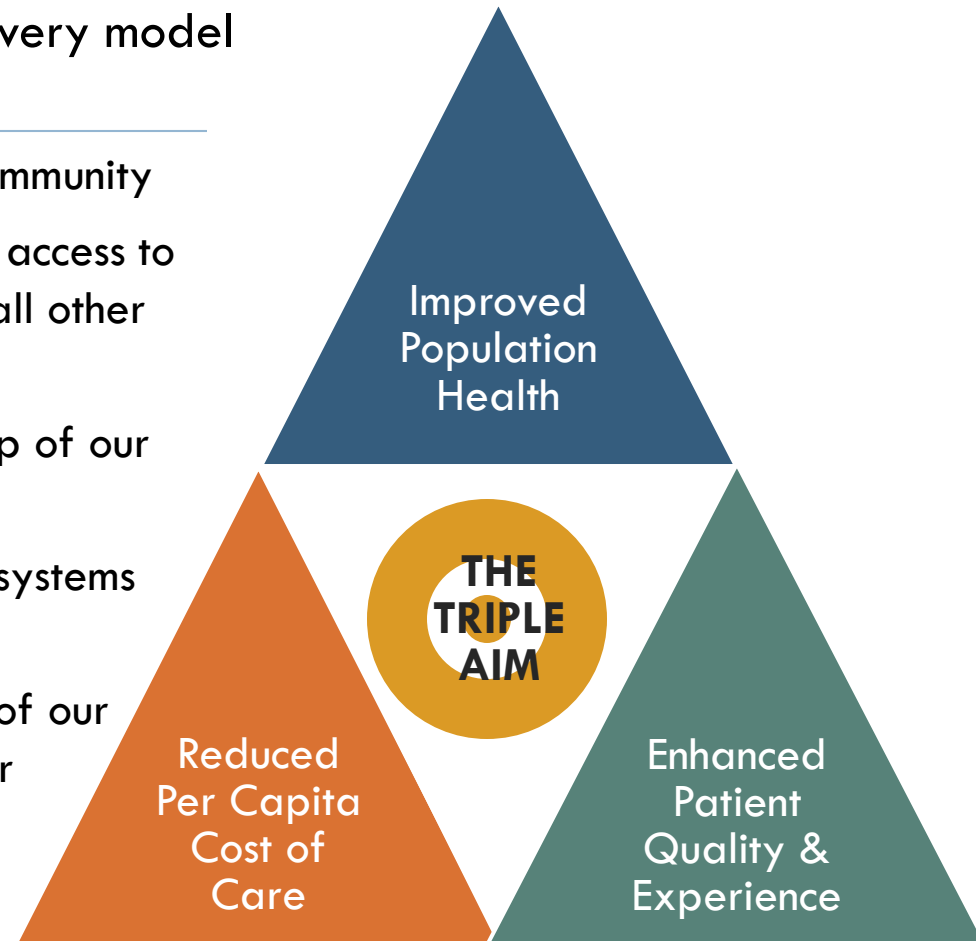 very model
mmunity
access to
all other
p of our
systems
of our
r
Improved
Population
Health
THE
TRIPLE
AIM
Reduced
Per Capita
Cost of
Care
Enhanced
Patient
Quality &
Experience